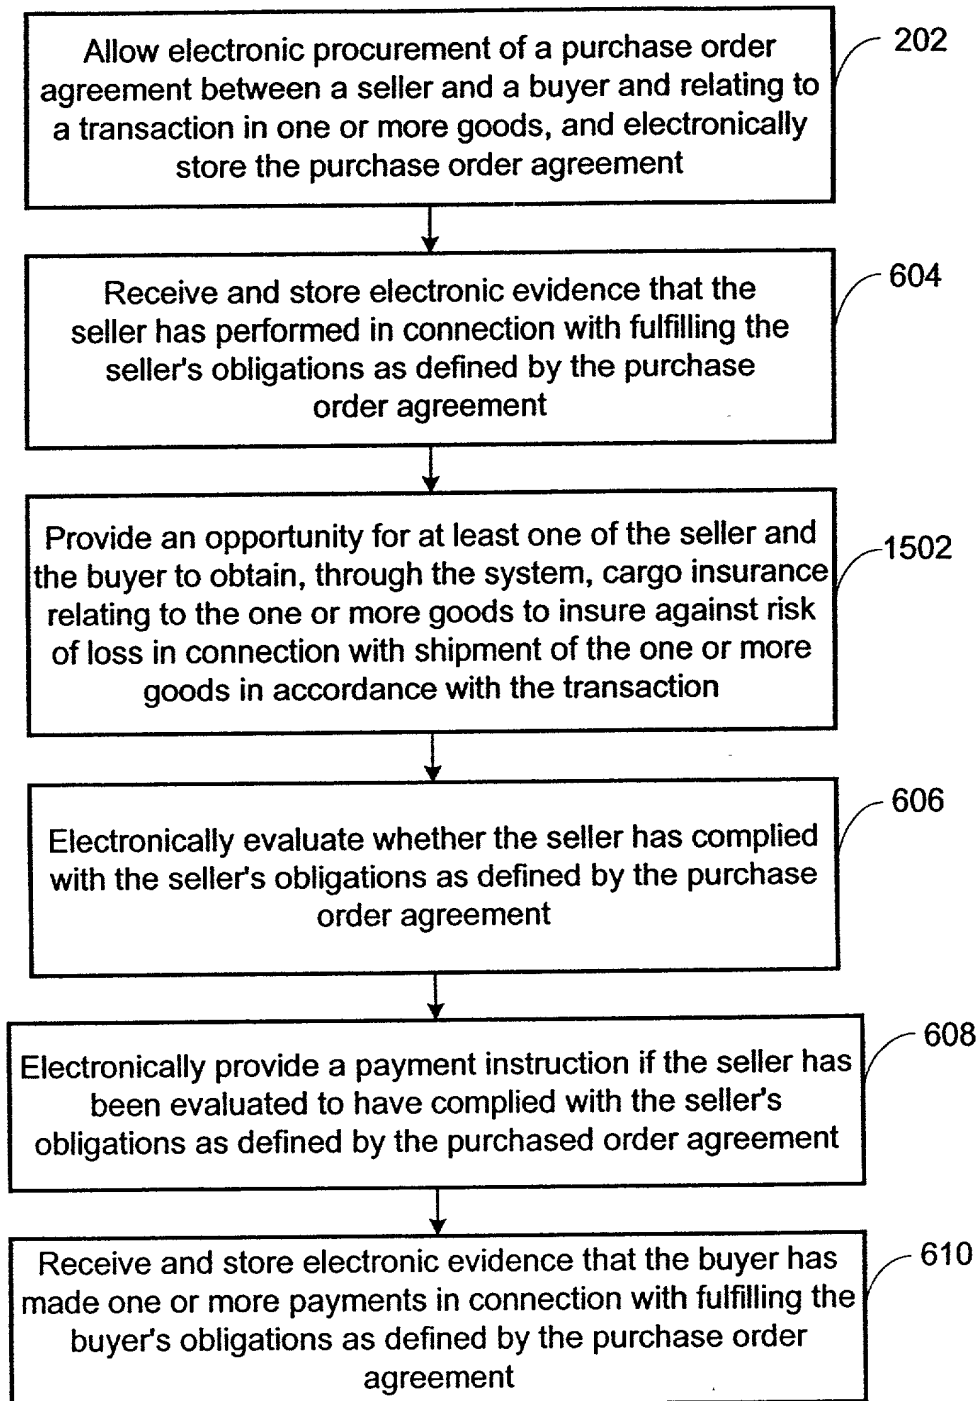 Allow electronic procurement of a purchase order
agreement between a seller and a buyer and relating to
a transaction in one or more goods, and electronically
store the purchase order agreement
202
Receive and store electronic evidence that the
seller has performed in connection with fulfilling the
seller's obligations as defined by the purchase
order agreement
604
Provide an opportunity for at least one of the seller and
the buyer to obtain, through the system, cargo insurance
relating to the one or more goods to insure against risk
of loss in connection with shipment of the one or more
goods in accordance with the transaction
1502
Electronically evaluate whether the seller has complied
with the seller's obligations as defined by the purchase
order agreement
606
Electronically provide a payment instruction if the seller has
been evaluated to have complied with the seller's
obligations as defined by the purchased order agreement
608
Receive and store electronic evidence that the buyer has
made one or more payments in connection with fulfilling the
buyer's obligations as defined by the purchase order
agreement
610